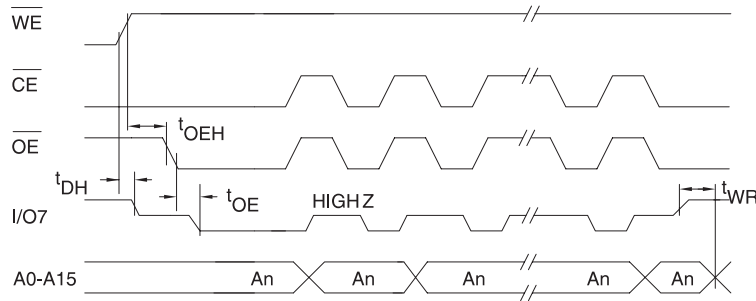 WE
CE
OE
tOEH
tDH
tOE
HIGH Z
tWR
I/O7
A0-A15
An An An An An